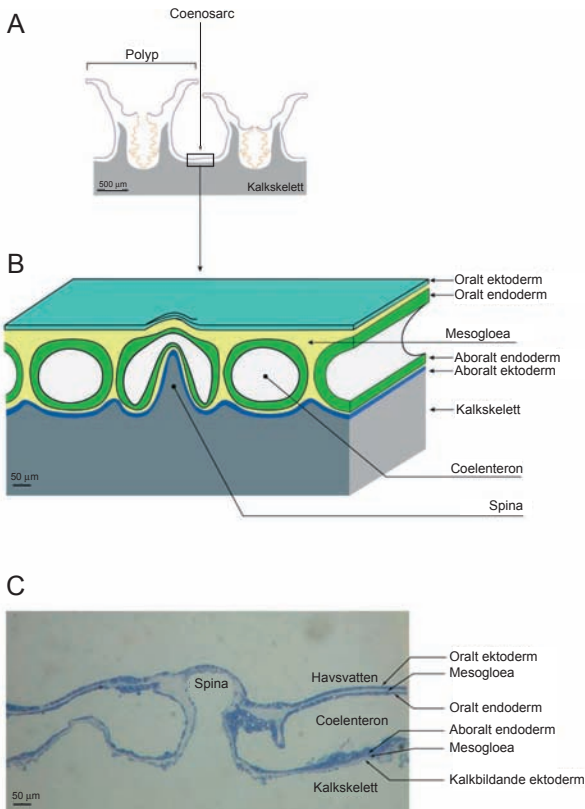 A
Coenosarc
Polyp
Kalkskelett
500 µm
B
Oralt ektoderm
Oralt endoderm
Mesogloea
Aboralt endoderm
Aboralt ektoderm
Kalkskelett
Coelenteron
50 µm
Spina
C
Oralt ektoderm
Havsvatten
Mesogloea
Spina
Oralt endoderm
Coelenteron
Aboralt endoderm
Mesogloea
Kalkbildande ektoderm
Kalkskelett
50 µm